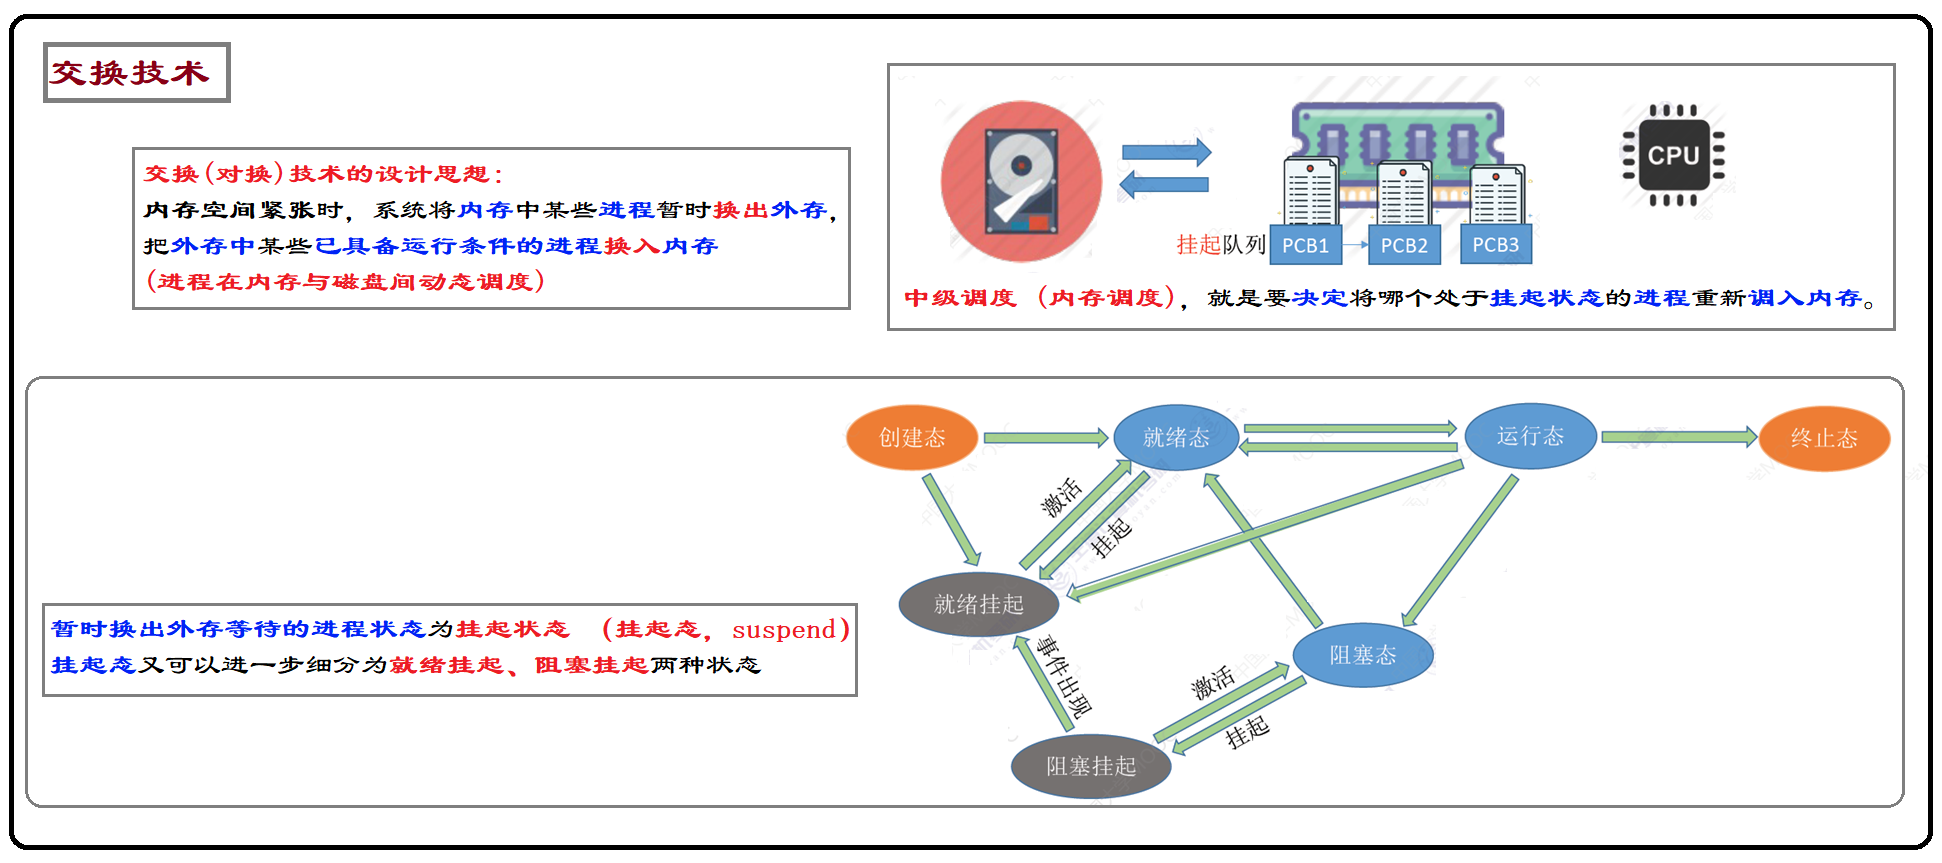 交换技术
交换(对换)技术的设计思想：
内存空间紧张时，系统将内存中某些进程暂时换出外存，
把外存中某些已具备运行条件的进程换入内存
(进程在内存与磁盘间动态调度)
CPU
挂起队列
PCB1
PCB2
PCB3
中级调度（内存调度），就是要决定将哪个处于挂起状态的进程重新调入内存。
创建态
就绪态
运行态
终止态
激活
挂起
就绪挂起
暂时换出外存等待的进程状态为挂起状态（挂起态，suspend）
挂起态又可以进一步细分为就绪挂起、阻塞挂起两种状态
事件出现
阻塞态
激活
挂起
阻塞挂起